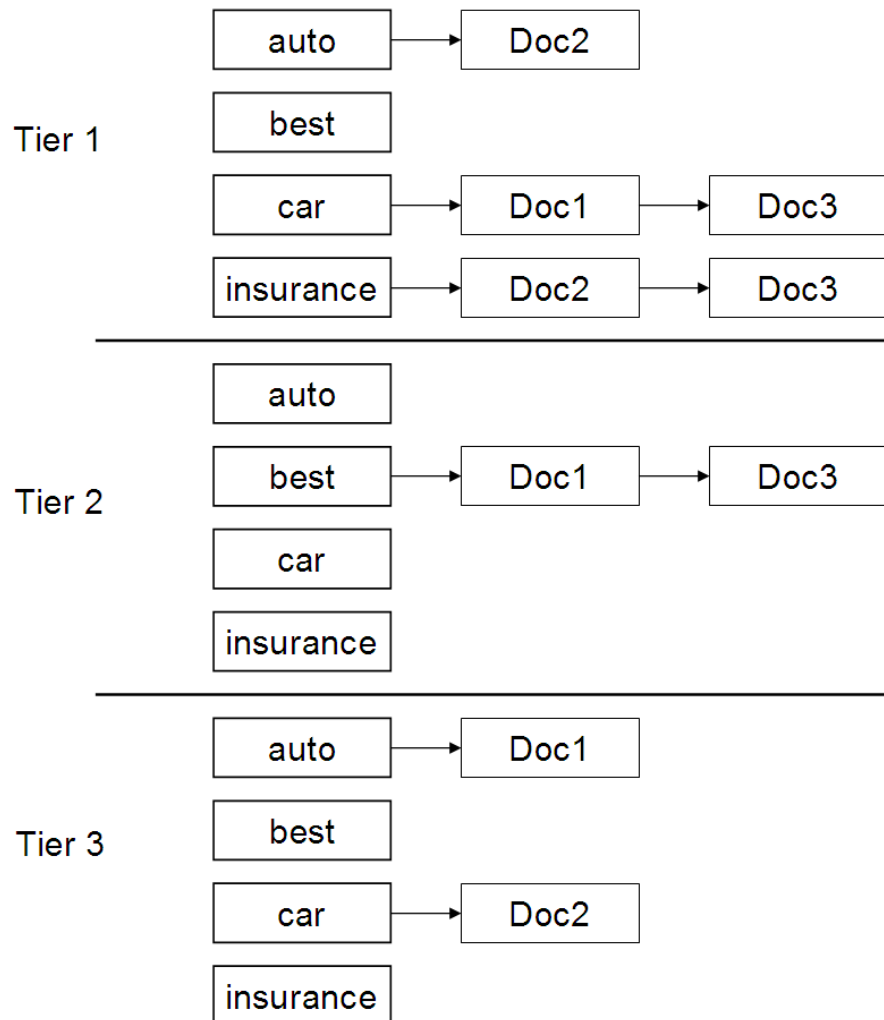 auto Doc2
Tier 1
best
car Doc1 Doc3
insurance Doc2 Doc3
auto
best Doc1 Doc3
Tier 2
car
insurance
auto Doc1
best
Tier 3
car Doc2
insurance